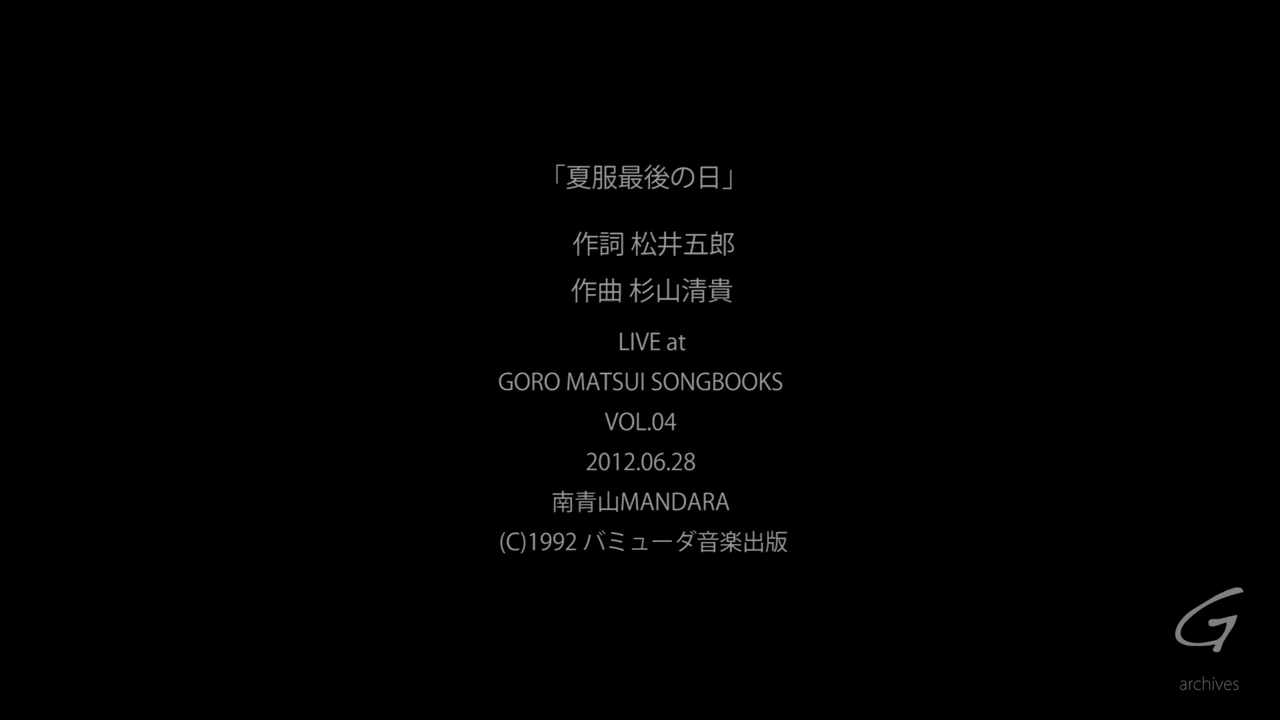 「夏服最後の日」
作詞 松井五郎
作曲 杉山清貴
LIVE at
GORO MATSUI SONGBOOKS
VOL.04
2012.06.28
南青山MANDARA
(C)1992 バミューダ音楽出版
G
archives